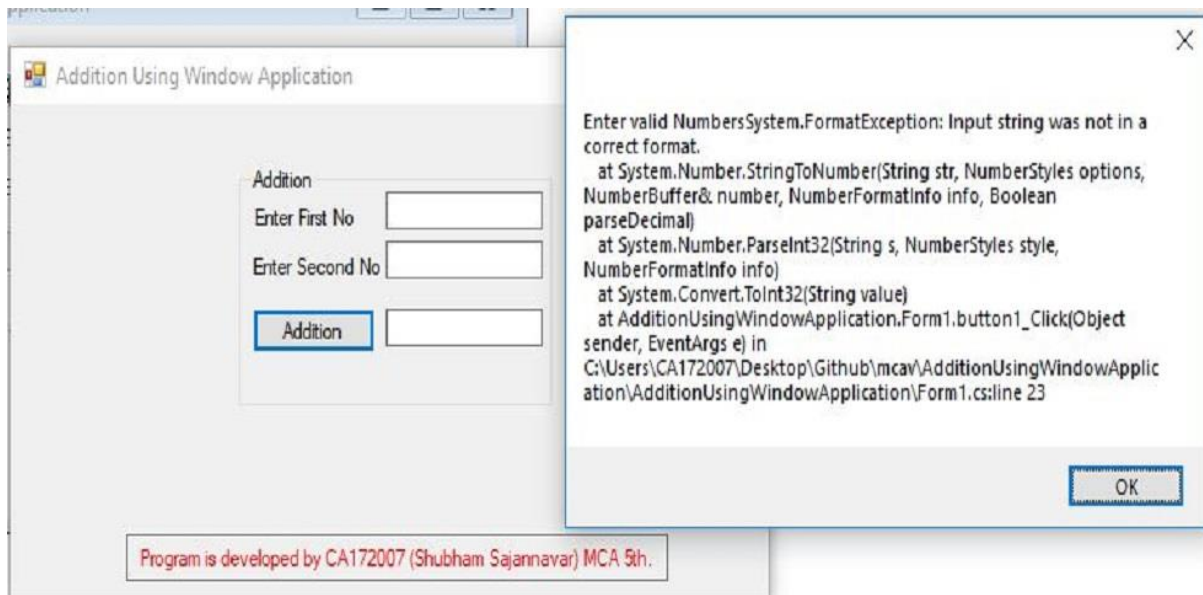 pplication
Addition Using Window Application
Addition
Enter First No
Enter Second No
Addition
Program is developed by CA172007 (Shubham Sajannavar) MCA 5th.
Enter valid NumbersSystem.FormatException: Input string was not in a
correct format.
at System.Number.StringToNumber(String str, NumberStyles options,
NumberBuffer& number, NumberFormatInfo info, Boolean
parseDecimal)
at System.Number.ParseInt32(String s, NumberStyles style,
NumberFormatInfo info)
at System.Convert.ToInt32(String value)
at AdditionUsingWindowApplication.Form1.button1_Click(Object
sender, EventArgs e) in
C:\Users\CA172007\Desktop\Github\mcav\AdditionUsingWindowApplic
ation\AdditionUsingWindowApplication\Form1.cs:line 23
OK